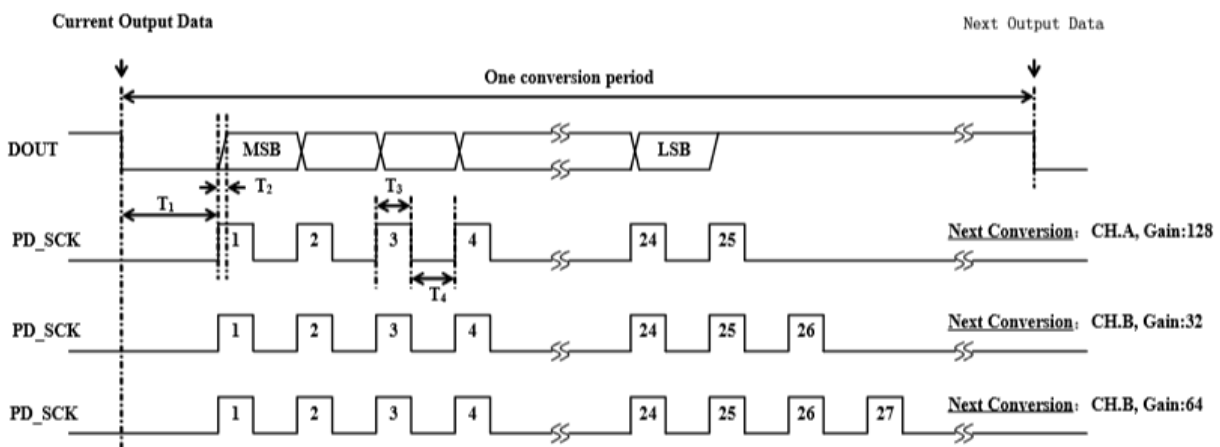 Current Output Data
Next Output Data
One conversion period
DOUT
MSB
LSB
T₂
T₃
T₁
PD_SCK
1
2
3
4
24
25
Next Conversion： CH.A, Gain:128
T₄
PD_SCK
1
2
3
4
24
25
26
Next Conversion： CH.B, Gain:32
PD_SCK
1
2
3
4
24
25
26
27
Next Conversion： CH.B, Gain:64